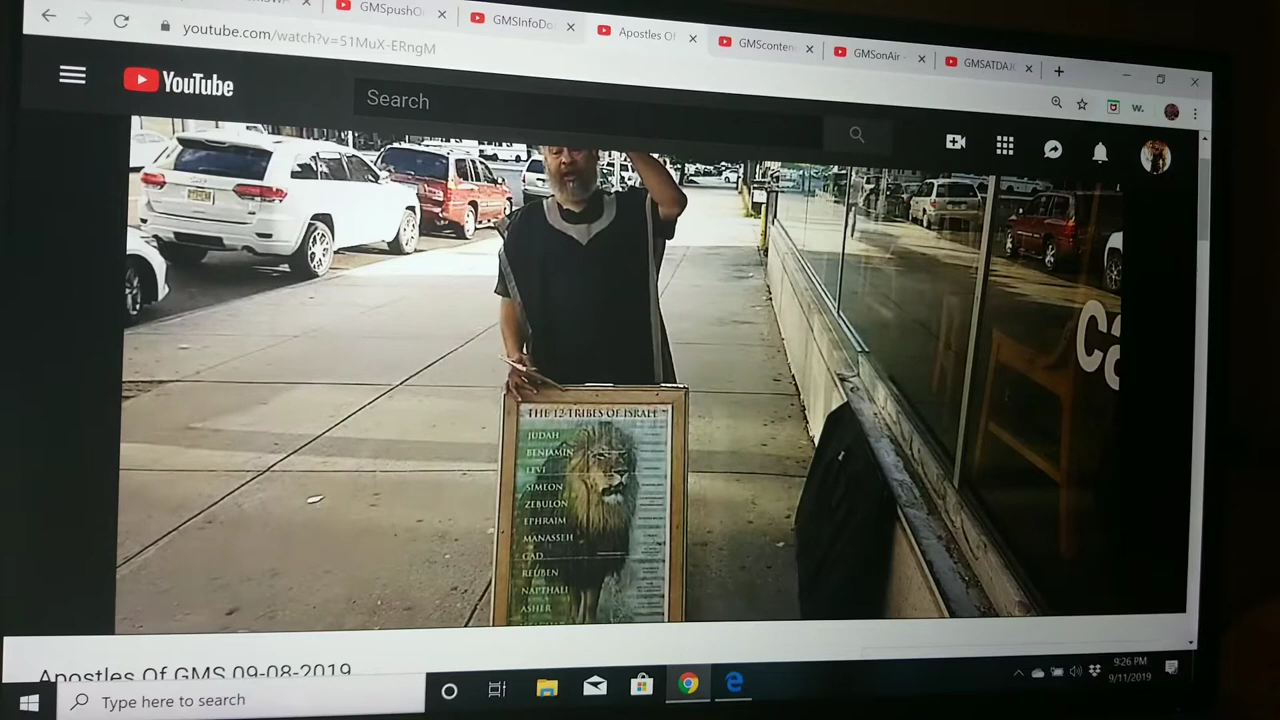 GMSpushO
GMSInfoDo
Apostles Of
GMSconten
GMSonAir -
GMSATDA
youtube.com/watch?v=51MuX-ERngM
w.
YouTube
Search
THE 12 TRIBES OF ISRAEL
JUDAH
BENJAMIN
LEVI
SIMEON
ZEBULON
EPHRAIM
MANASSEH
GAD
REUBEN
NAPTHALI
ASHER
ca
Apostles Of GMS 09-08-2019
Type here to search
9:26 PM
9/11/2019